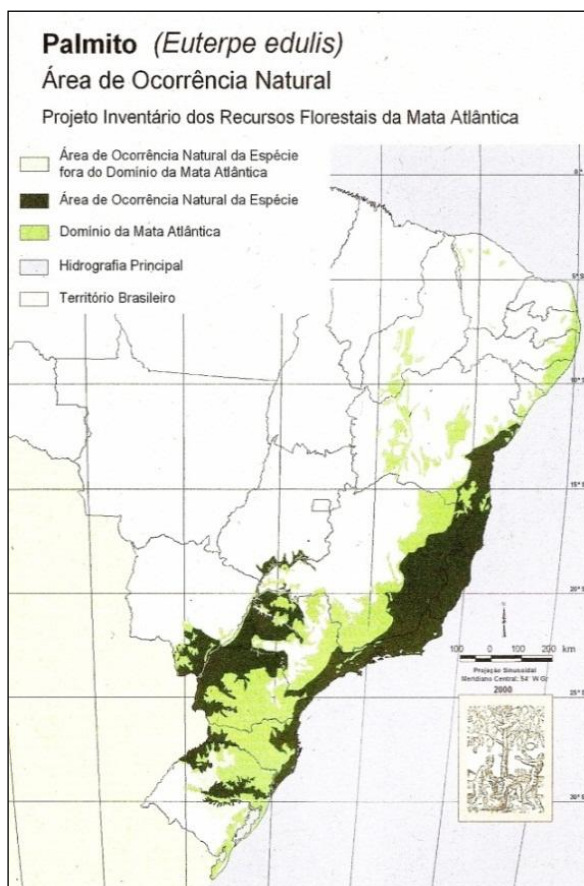 Palmito (Euterpe edulis)
Área de Ocorrência Natural
Projeto Inventário dos Recursos Florestais da Mata Atlântica
Área de Ocorrência Natural da Espécie
fora do Domínio da Mata Atlântica
Área de Ocorrência Natural da Espécie
Domínio da Mata Atlântica
Hidrografia Principal
Território Brasileiro
100 0 100 200 km
Projeção Sinusoidal
Meridiano Central: 54° W Gr
2000